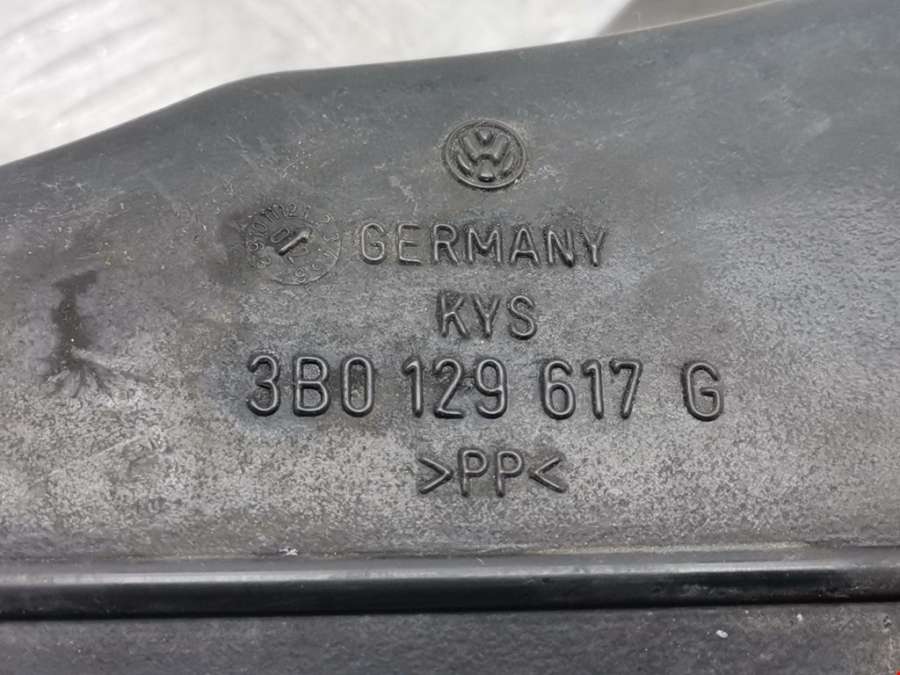 GERMANY
KYS
3B0 129 617 G
>PP<